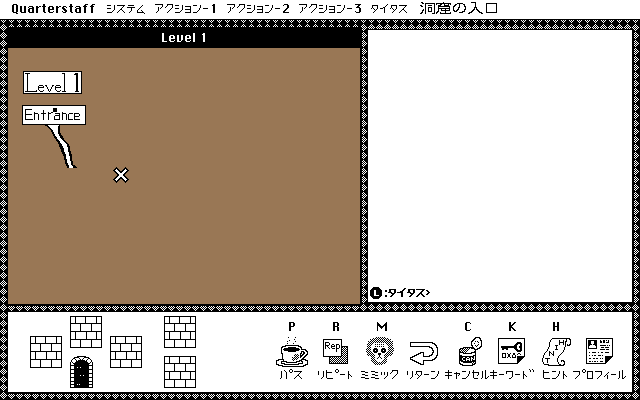 Quarterstaff システム アクション-1 アクション-2 アクション-3 タイタス 洞窟の入口
Level 1
Level 1
Entrance
L:タイタス>
P R M C K H
Rep
パス リピート ミミック リターン キャンセル キーワード ヒント プロフィール